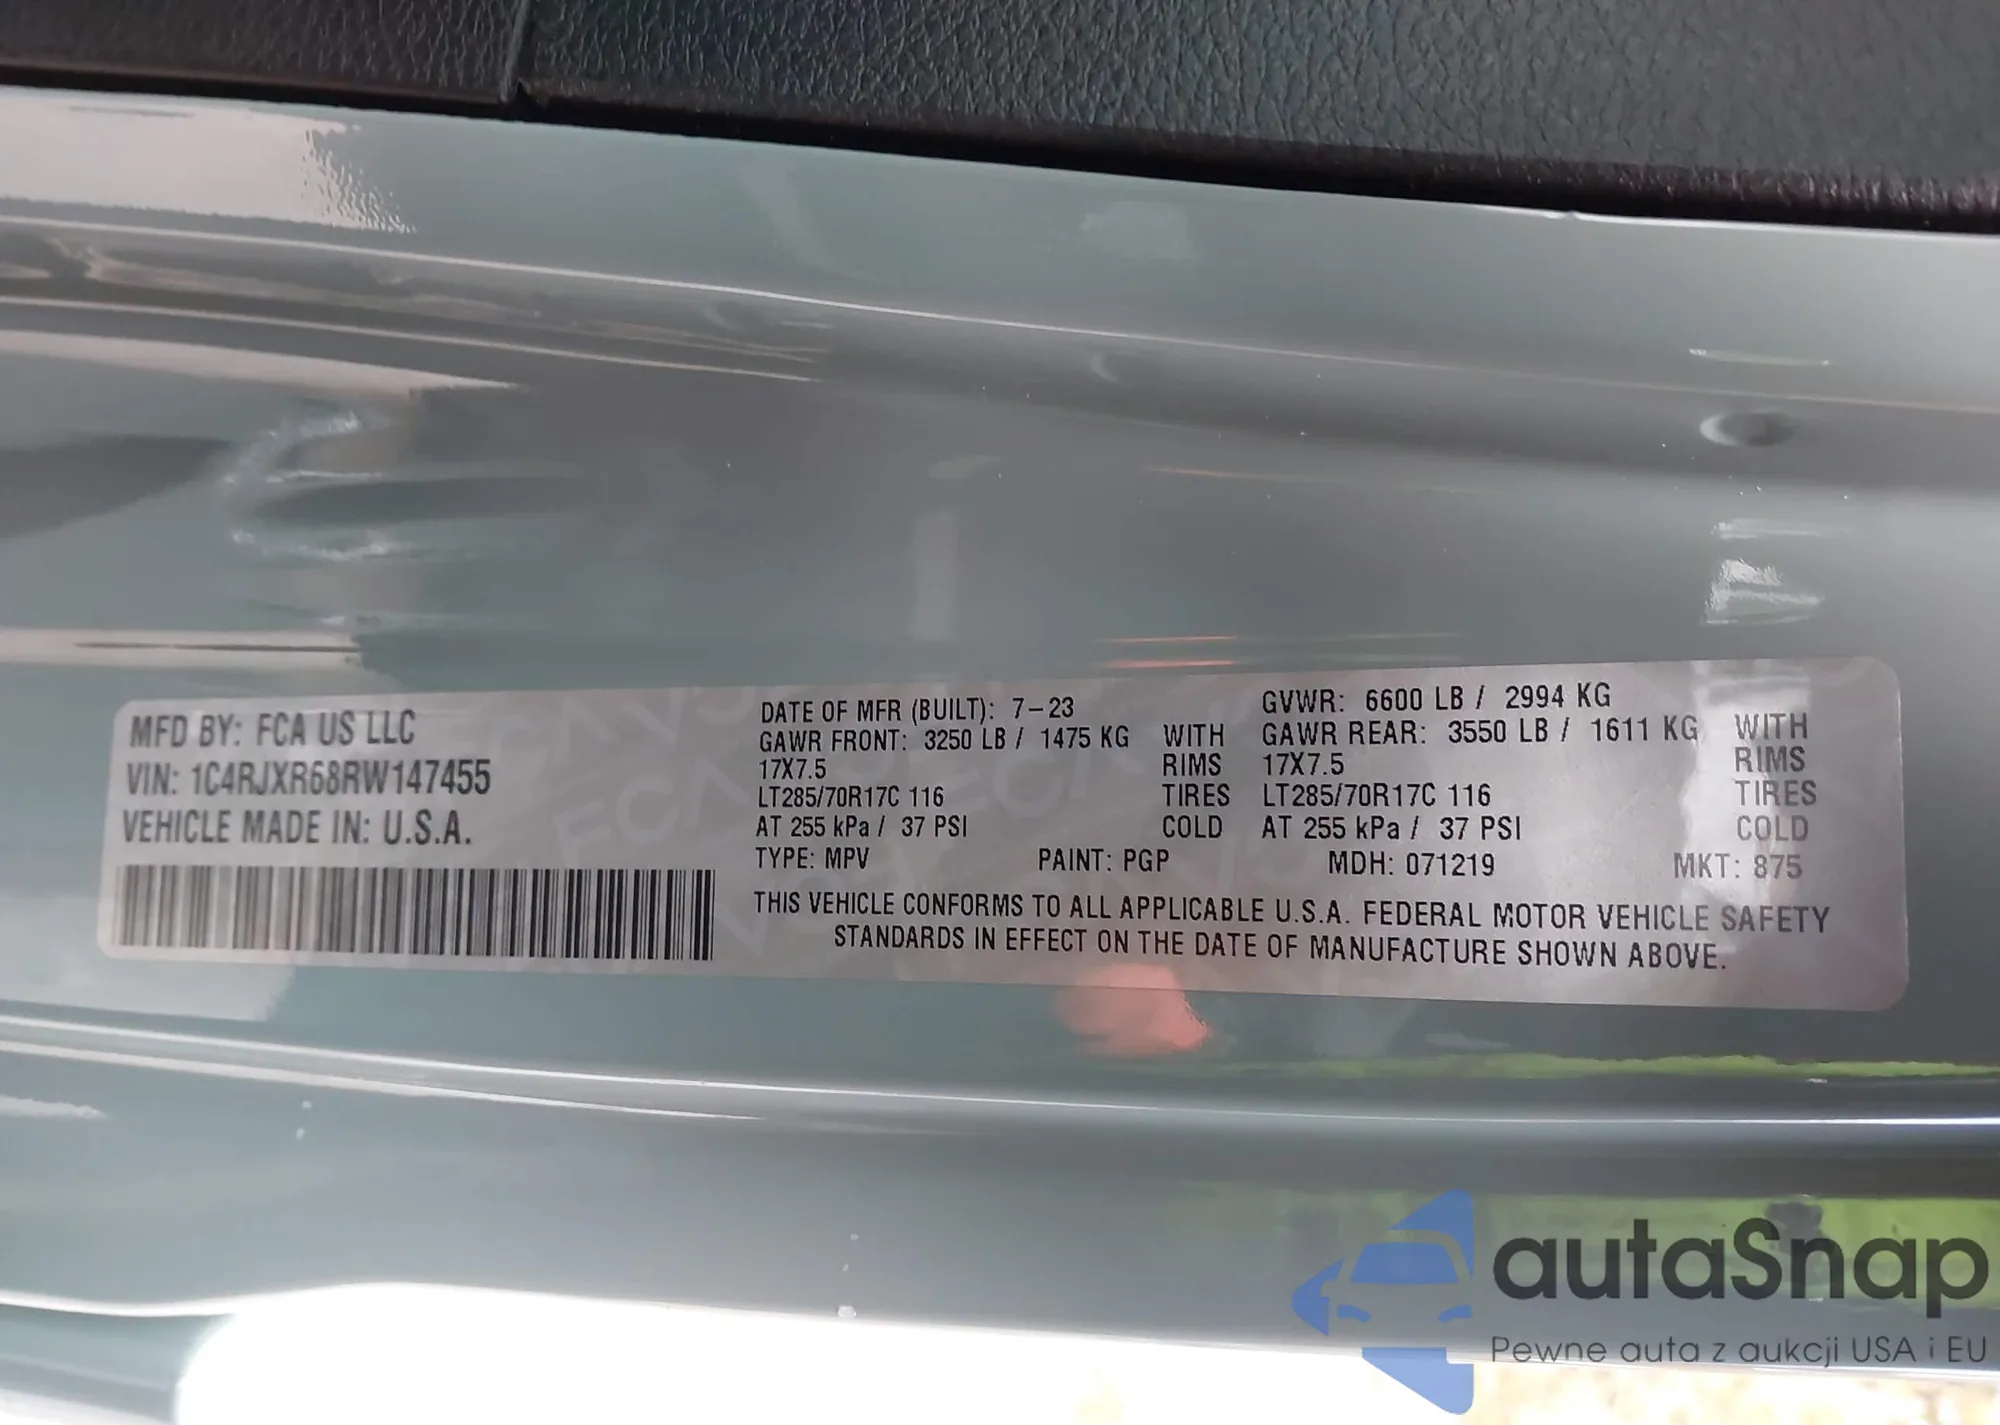 MFD BY: FCA US LLC
VIN: 1C4RJXR68RW147455
VEHICLE MADE IN: U.S.A.
DATE OF MFR (BUILT): 7-23 GVWR: 6600 LB / 2994 KG
GAWR FRONT: 3250 LB / 1475 KG WITH GAWR REAR: 3550 LB / 1611 KG WITH
17X7.5 RIMS 17X7.5 RIMS
LT285/70R17C 116 TIRES LT285/70R17C 116 TIRES
AT 255 kPa / 37 PSI COLD AT 255 kPa / 37 PSI COLD
TYPE: MPV PAINT: PGP MDH: 071219 MKT: 875
THIS VEHICLE CONFORMS TO ALL APPLICABLE U.S.A. FEDERAL MOTOR VEHICLE SAFETY
STANDARDS IN EFFECT ON THE DATE OF MANUFACTURE SHOWN ABOVE.
autaSnap
Pewne auta z aukcji USA i EU